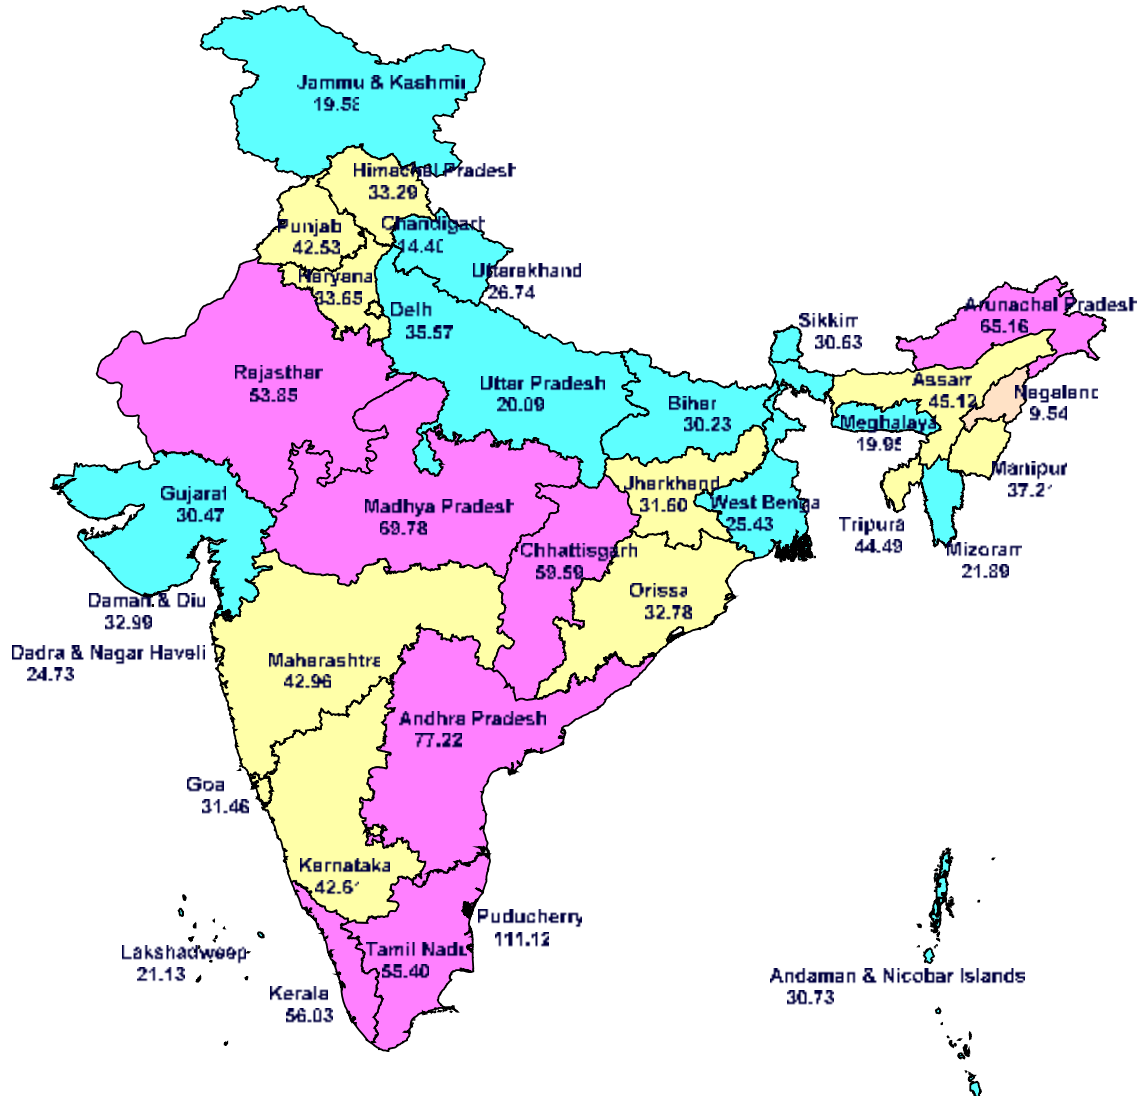 Jammu & Kashmir
19.58
Himachal Pradesh
33.29
Punjab
42.53
Chandigarh
14.40
Uttarakhand
26.74
Haryana
33.65
Delh
35.57
Rajasthan
53.85
Uttar Pradesh
20.09
Bihar
30.23
Sikkim
30.63
Arunachal Pradesh
65.16
Assam
45.12
Nagaland
9.54
Meghalaya
19.95
Manipur
37.21
Tripura
44.49
Mizoram
21.89
Gujarat
30.47
Madhya Pradesh
69.78
Jharkhand
31.60
West Benga
25.43
Chhattisgarh
59.59
Orissa
32.78
Daman & Diu
32.99
Dadra & Nagar Haveli
24.73
Maharashtra
42.96
Andhra Pradesh
77.22
Goa
31.46
Karnataka
42.61
Puducherry
111.12
Tamil Nadu
55.40
Lakshadweep
21.13
Kerala
56.03
Andaman & Nicobar Islands
30.73